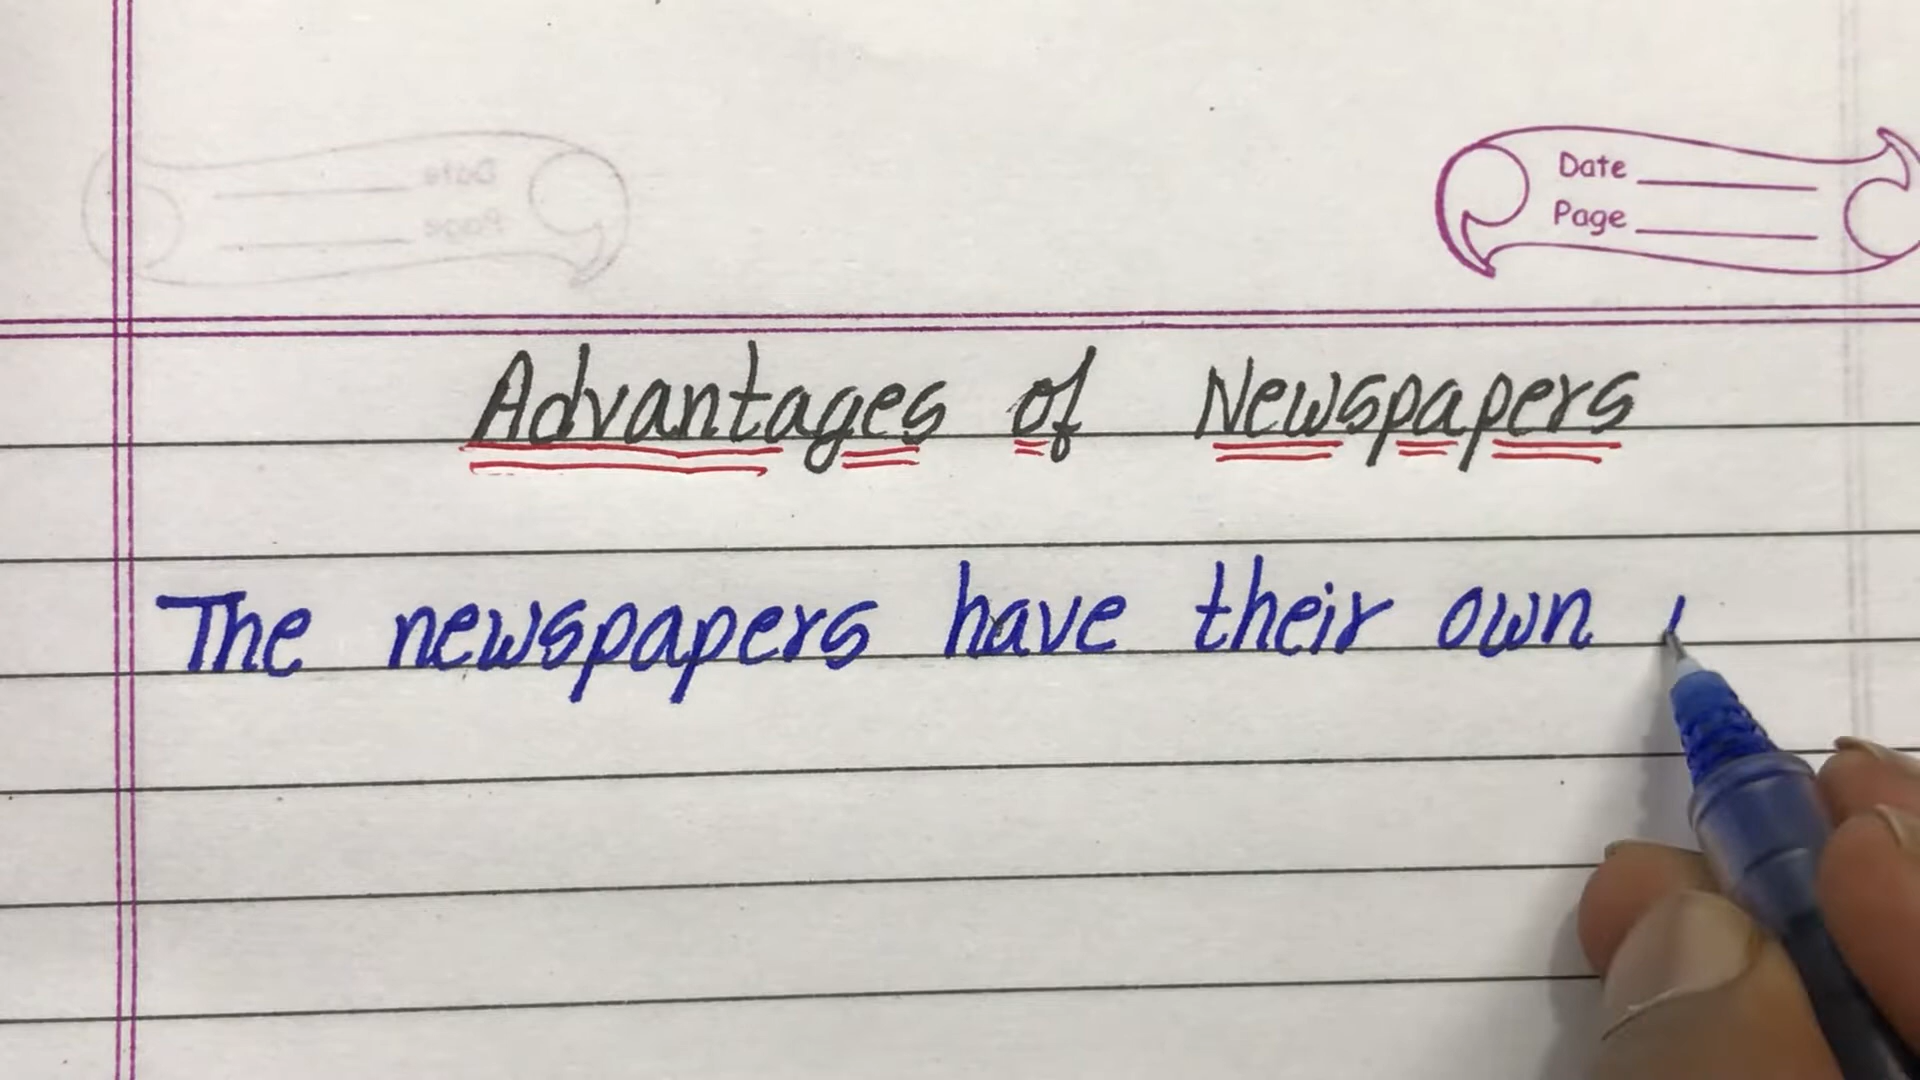 Date
Page
Advantages of Newspapers
The newspapers have their own